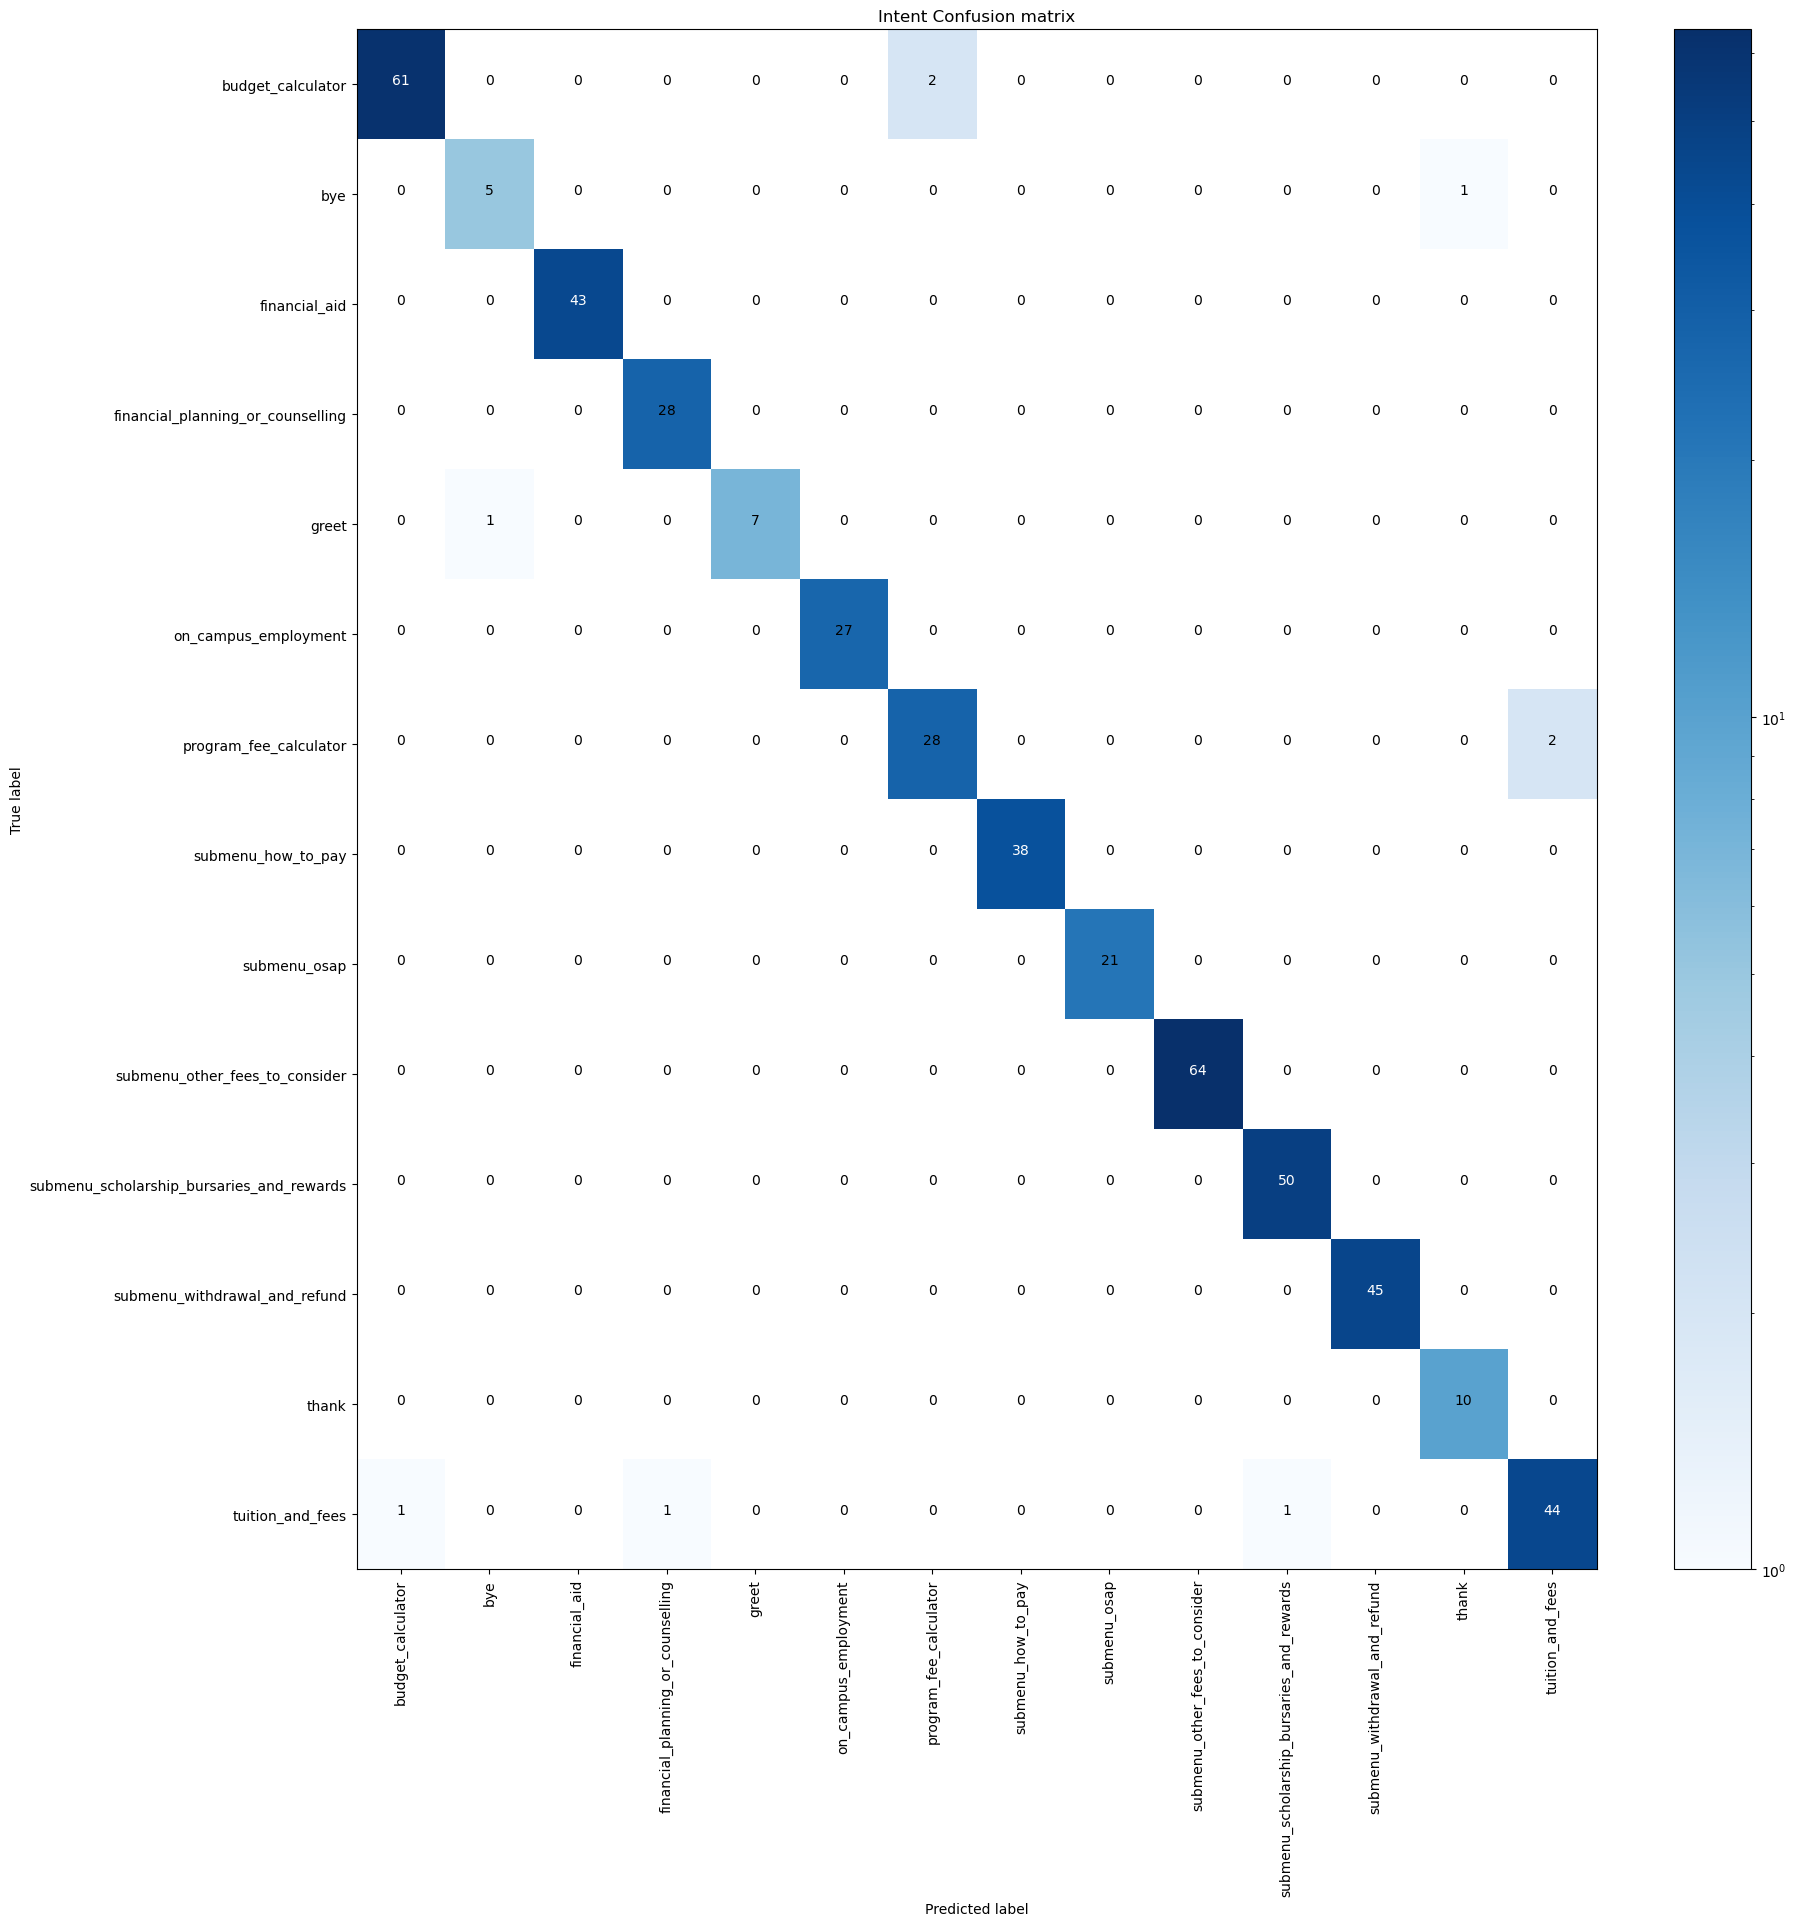 Intent Confusion matrix
budget_calculator 61 0 0 0 0 0 2 0 0 0 0 0 0 0
bye 0 5 0 0 0 0 0 0 0 0 0 0 1 0
financial_aid 0 0 43 0 0 0 0 0 0 0 0 0 0 0
financial_planning_or_counselling 0 0 0 28 0 0 0 0 0 0 0 0 0 0
greet 0 1 0 0 7 0 0 0 0 0 0 0 0 0
on_campus_employment 0 0 0 0 0 27 0 0 0 0 0 0 0 0
program_fee_calculator 0 0 0 0 0 0 28 0 0 0 0 0 0 2
submenu_how_to_pay 0 0 0 0 0 0 0 38 0 0 0 0 0 0
submenu_osap 0 0 0 0 0 0 0 0 21 0 0 0 0 0
submenu_other_fees_to_consider 0 0 0 0 0 0 0 0 0 64 0 0 0 0
submenu_scholarship_bursaries_and_rewards 0 0 0 0 0 0 0 0 0 0 50 0 0 0
submenu_withdrawal_and_refund 0 0 0 0 0 0 0 0 0 0 0 45 0 0
thank 0 0 0 0 0 0 0 0 0 0 0 0 10 0
tuition_and_fees 1 0 0 1 0 0 0 0 0 0 1 0 0 44
True label
budget_calculator
bye
financial_aid
financial_planning_or_counselling
greet
on_campus_employment
program_fee_calculator
submenu_how_to_pay
submenu_osap
submenu_other_fees_to_consider
submenu_scholarship_bursaries_and_rewards
submenu_withdrawal_and_refund
thank
tuition_and_fees
Predicted label
10¹
10⁰